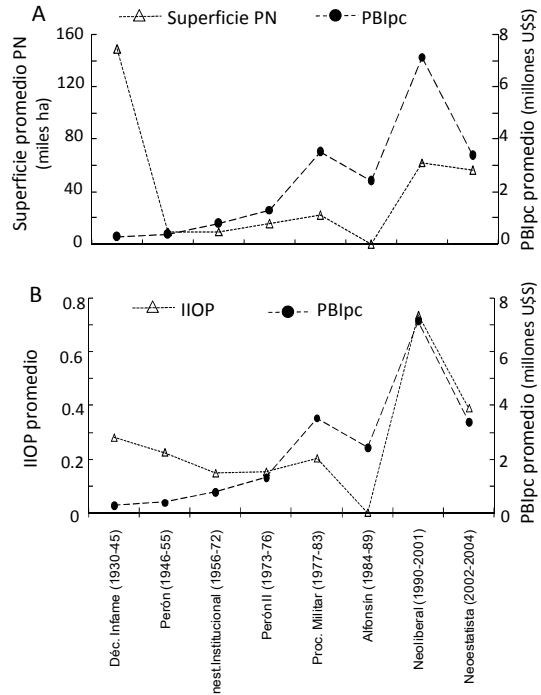 A
Superficie PN
PBIpc
Superficie promedio PN
(miles ha)
160
120
80
40
0
8
6
4
2
0
PBIpc promedio (millones U$S)
B
IIOP
PBIpc
IIOP promedio
0.8
0.6
0.4
0.2
0
8
6
4
2
0
PBIpc promedio (millones U$S)
Déc. Infame (1930-45)
Perón (1946-55)
nest.Institucional (1956-72)
Perón II (1973-76)
Proc. Militar (1977-83)
Alfonsín (1984-89)
Neoliberal (1990-2001)
Neoestatista (2002-2004)